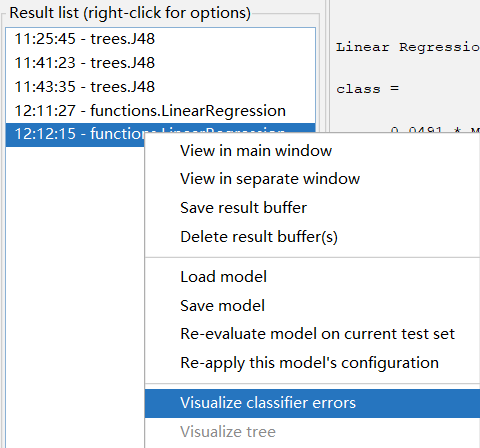 Result list (right-click for options)
11:25:45 - trees.J48
11:41:23 - trees.J48
11:43:35 - trees.J48
12:11:27 - functions.LinearRegression
12:12:15 - functions.LinearRegression
Linear Regressio
class =
0.0491 * M
View in main window
View in separate window
Save result buffer
Delete result buffer(s)
Load model
Save model
Re-evaluate model on current test set
Re-apply this model's configuration
Visualize classifier errors
Visualize tree